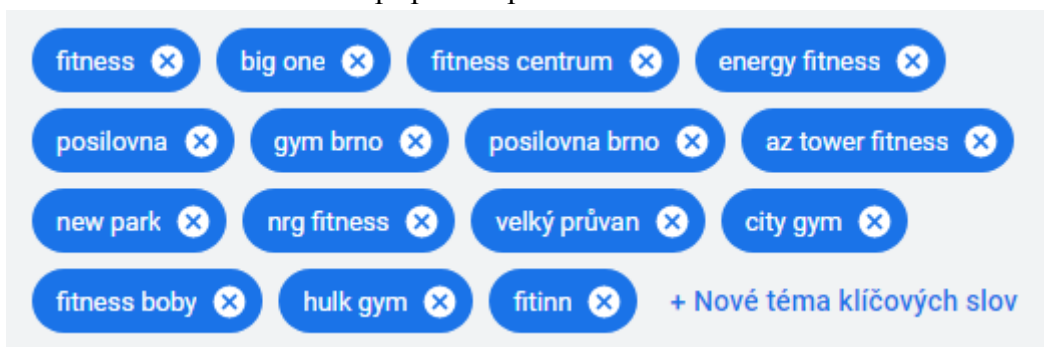 fitness big one fitness centrum energy fitness
posilovna gym brno posilovna brno az tower fitness
new park nrg fitness velký průvan city gym
fitness boby hulk gym fitinn + Nové téma klíčových slov